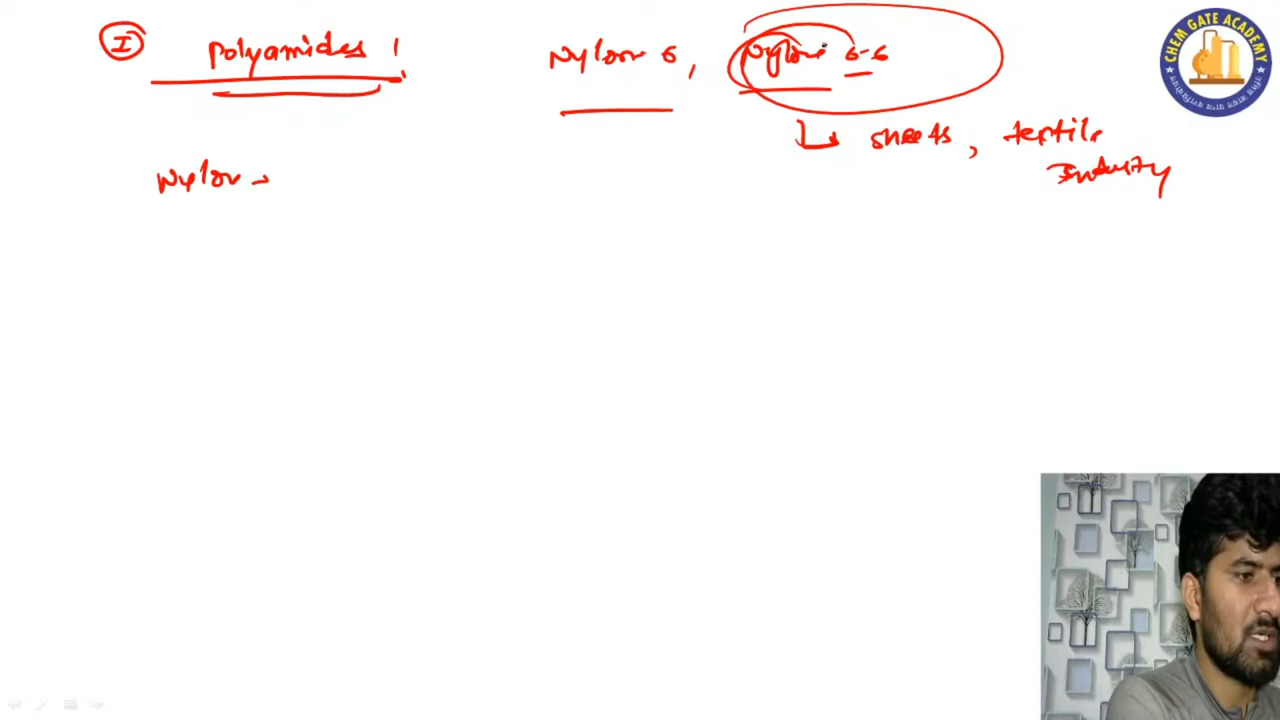 I Polyamides ! Nylon 6, Nylon 6-6
sheets, textile
Industry
Nylon -
CHEM GATE ACADEMY